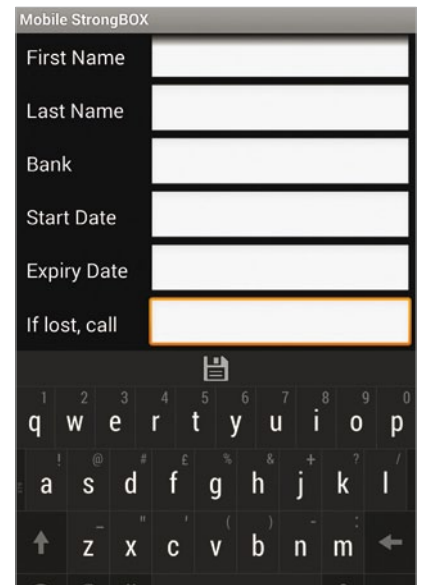 Mobile StrongBOX
First Name
Last Name
Bank
Start Date
Expiry Date
If lost, call
1 2 3 4 5 6 7 8 9 0
q w e r t y u i o p
! @ # £ % & + ? /
a s d f g h j k l
_ " ' ( ) - :
z x c v b n m